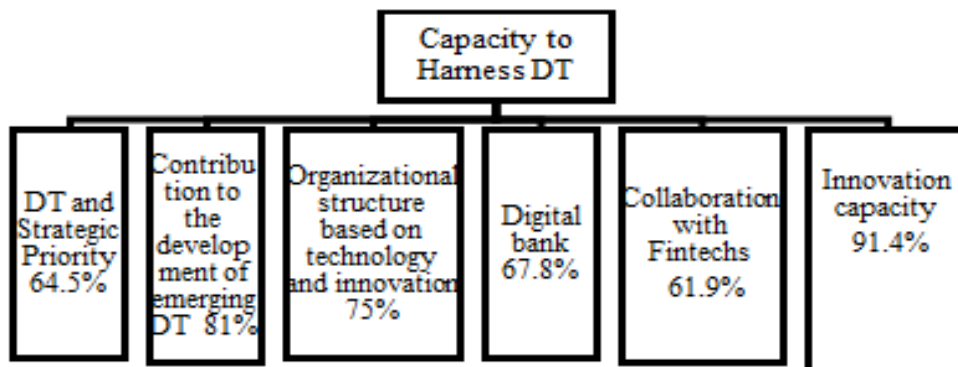 Capacity to
Harness DT
DT and
Strategic
Priority
64.5%
Contribu
tion to
the
develop
ment of
emerging
DT 81%
Organizational
structure
based on
technology
and innovation
75%
Digital
bank
67.8%
Collaboration
with
Fintechs
61.9%
Innovation
capacity
91.4%